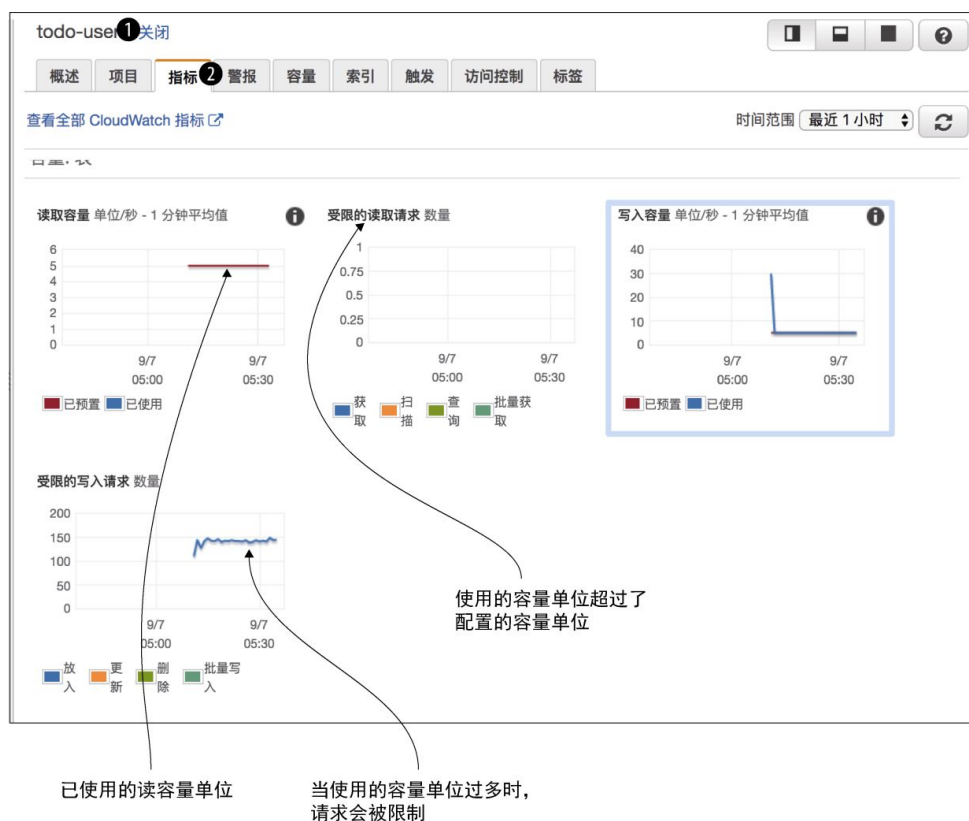 todo-user ❶ 关闭
概述 项目 指标 ❷ 警报 容量 索引 触发 访问控制 标签
查看全部 CloudWatch 指标
时间范围 最近 1 小时
读取容量 单位/秒 - 1 分钟平均值
6
5
4
3
2
1
0
9/7 9/7
05:00 05:30
已预置 已使用
受限的读取请求 数量
1
0.75
0.5
0.25
0
9/7 9/7
05:00 05:30
获取 扫描 查询 批量获取
写入容量 单位/秒 - 1 分钟平均值
40
30
20
10
0
9/7 9/7
05:00 05:30
已预置 已使用
受限的写入请求 数量
200
150
100
50
0
9/7 9/7
05:00 05:30
放入 更新 删除 批量写入
使用的容量单位超过了
配置的容量单位
已使用的读容量单位
当使用的容量单位过多时，
请求会被限制